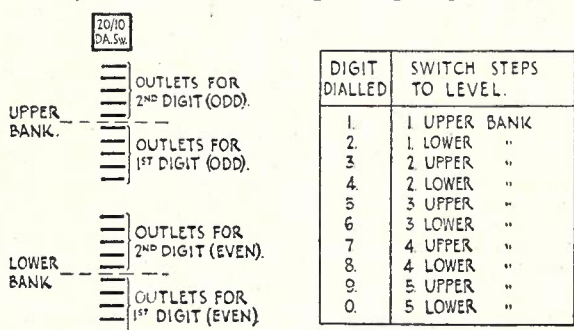 20/10
DA.Sw.
OUTLETS FOR
2ND DIGIT (ODD).
UPPER
BANK.
OUTLETS FOR
1ST DIGIT (ODD).
OUTLETS FOR
2ND DIGIT (EVEN).
LOWER
BANK
OUTLETS FOR
1ST DIGIT (EVEN)
DIGIT DIALLED SWITCH STEPS TO LEVEL.
1. 1 UPPER BANK
2. 1. LOWER "
3 2 UPPER "
4. 2. LOWER "
5 3 UPPER "
6 3 LOWER "
7 4 UPPER "
8. 4 LOWER "
9. 5 UPPER "
0. 5 LOWER "